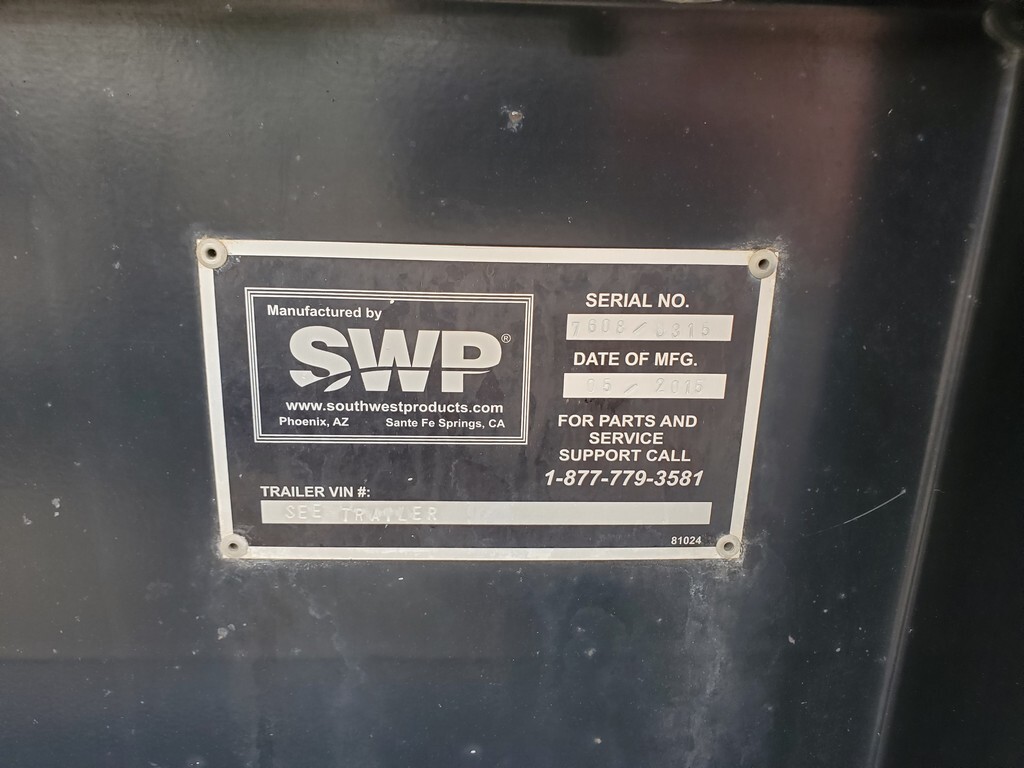 Manufactured by
SWP®
www.southwestproducts.com
Phoenix, AZ Santa Fe Springs, CA
SERIAL NO.
7608/0315
DATE OF MFG.
05/2015
FOR PARTS AND
SERVICE
SUPPORT CALL
1-877-779-3581
TRAILER VIN #:
SEE TRAILER
81024